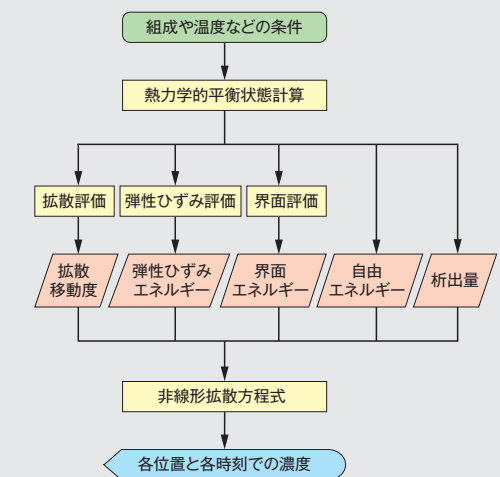 組成や温度などの条件
熱力学的平衡状態計算
拡散評価
弾性ひずみ評価
界面評価
拡散
移動度
弾性ひずみ
エネルギー
界面
エネルギー
自由
エネルギー
析出量
非線形拡散方程式
各位置と各時刻での濃度